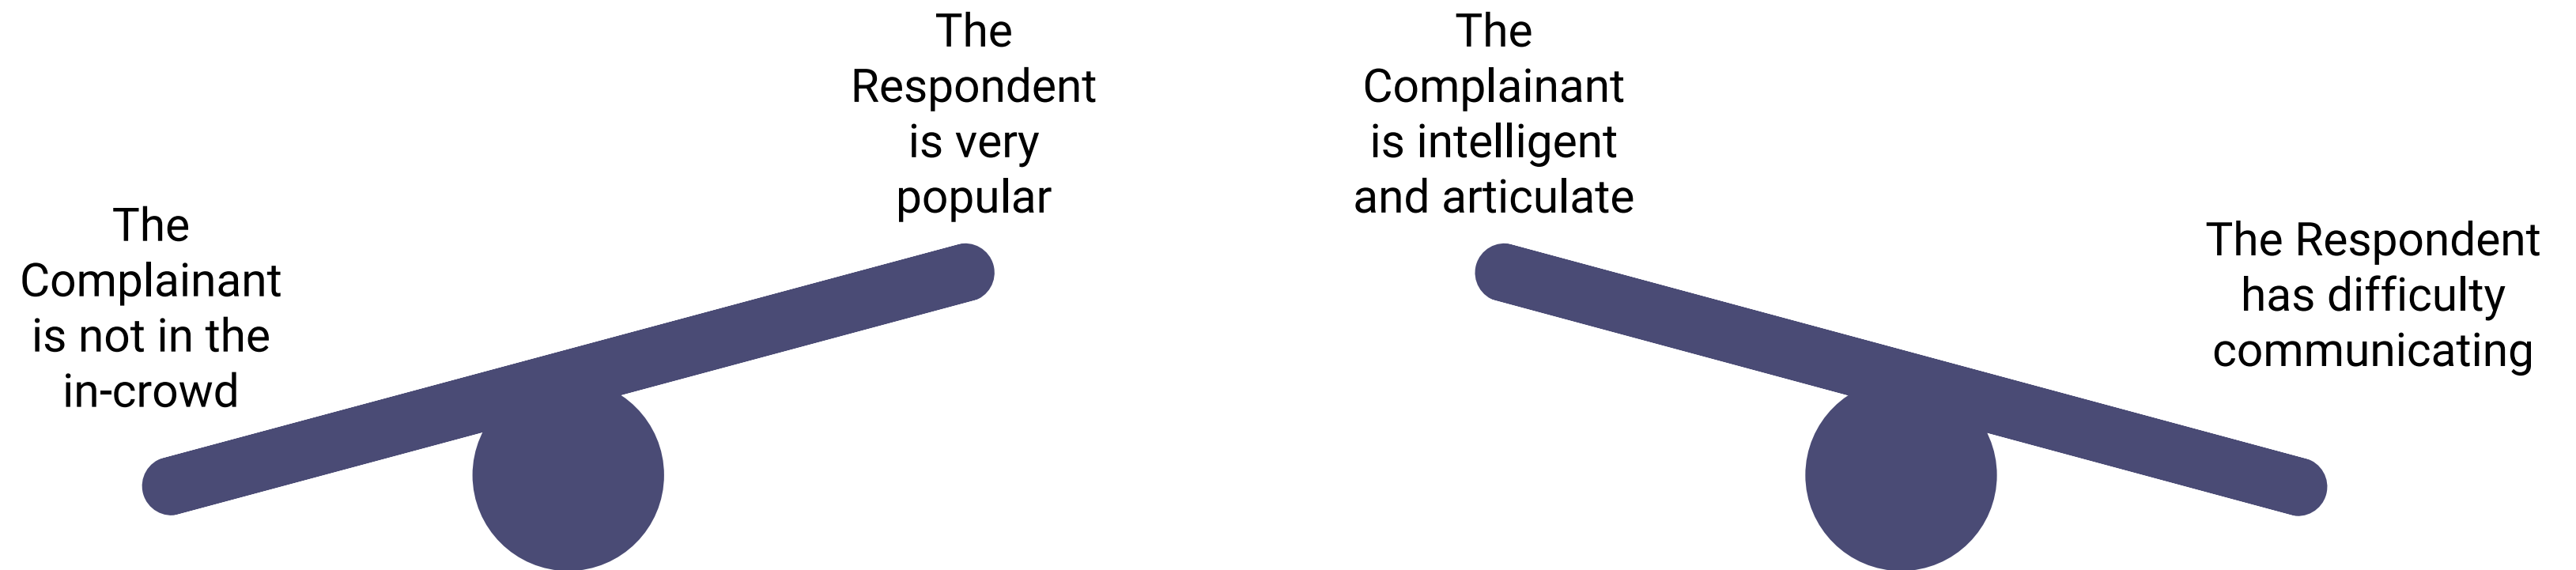 The
Complainant
is not in the
in-crowd
The
Respondent
is very
popular
The
Complainant
is intelligent
and articulate
The Respondent
has difficulty
communicating